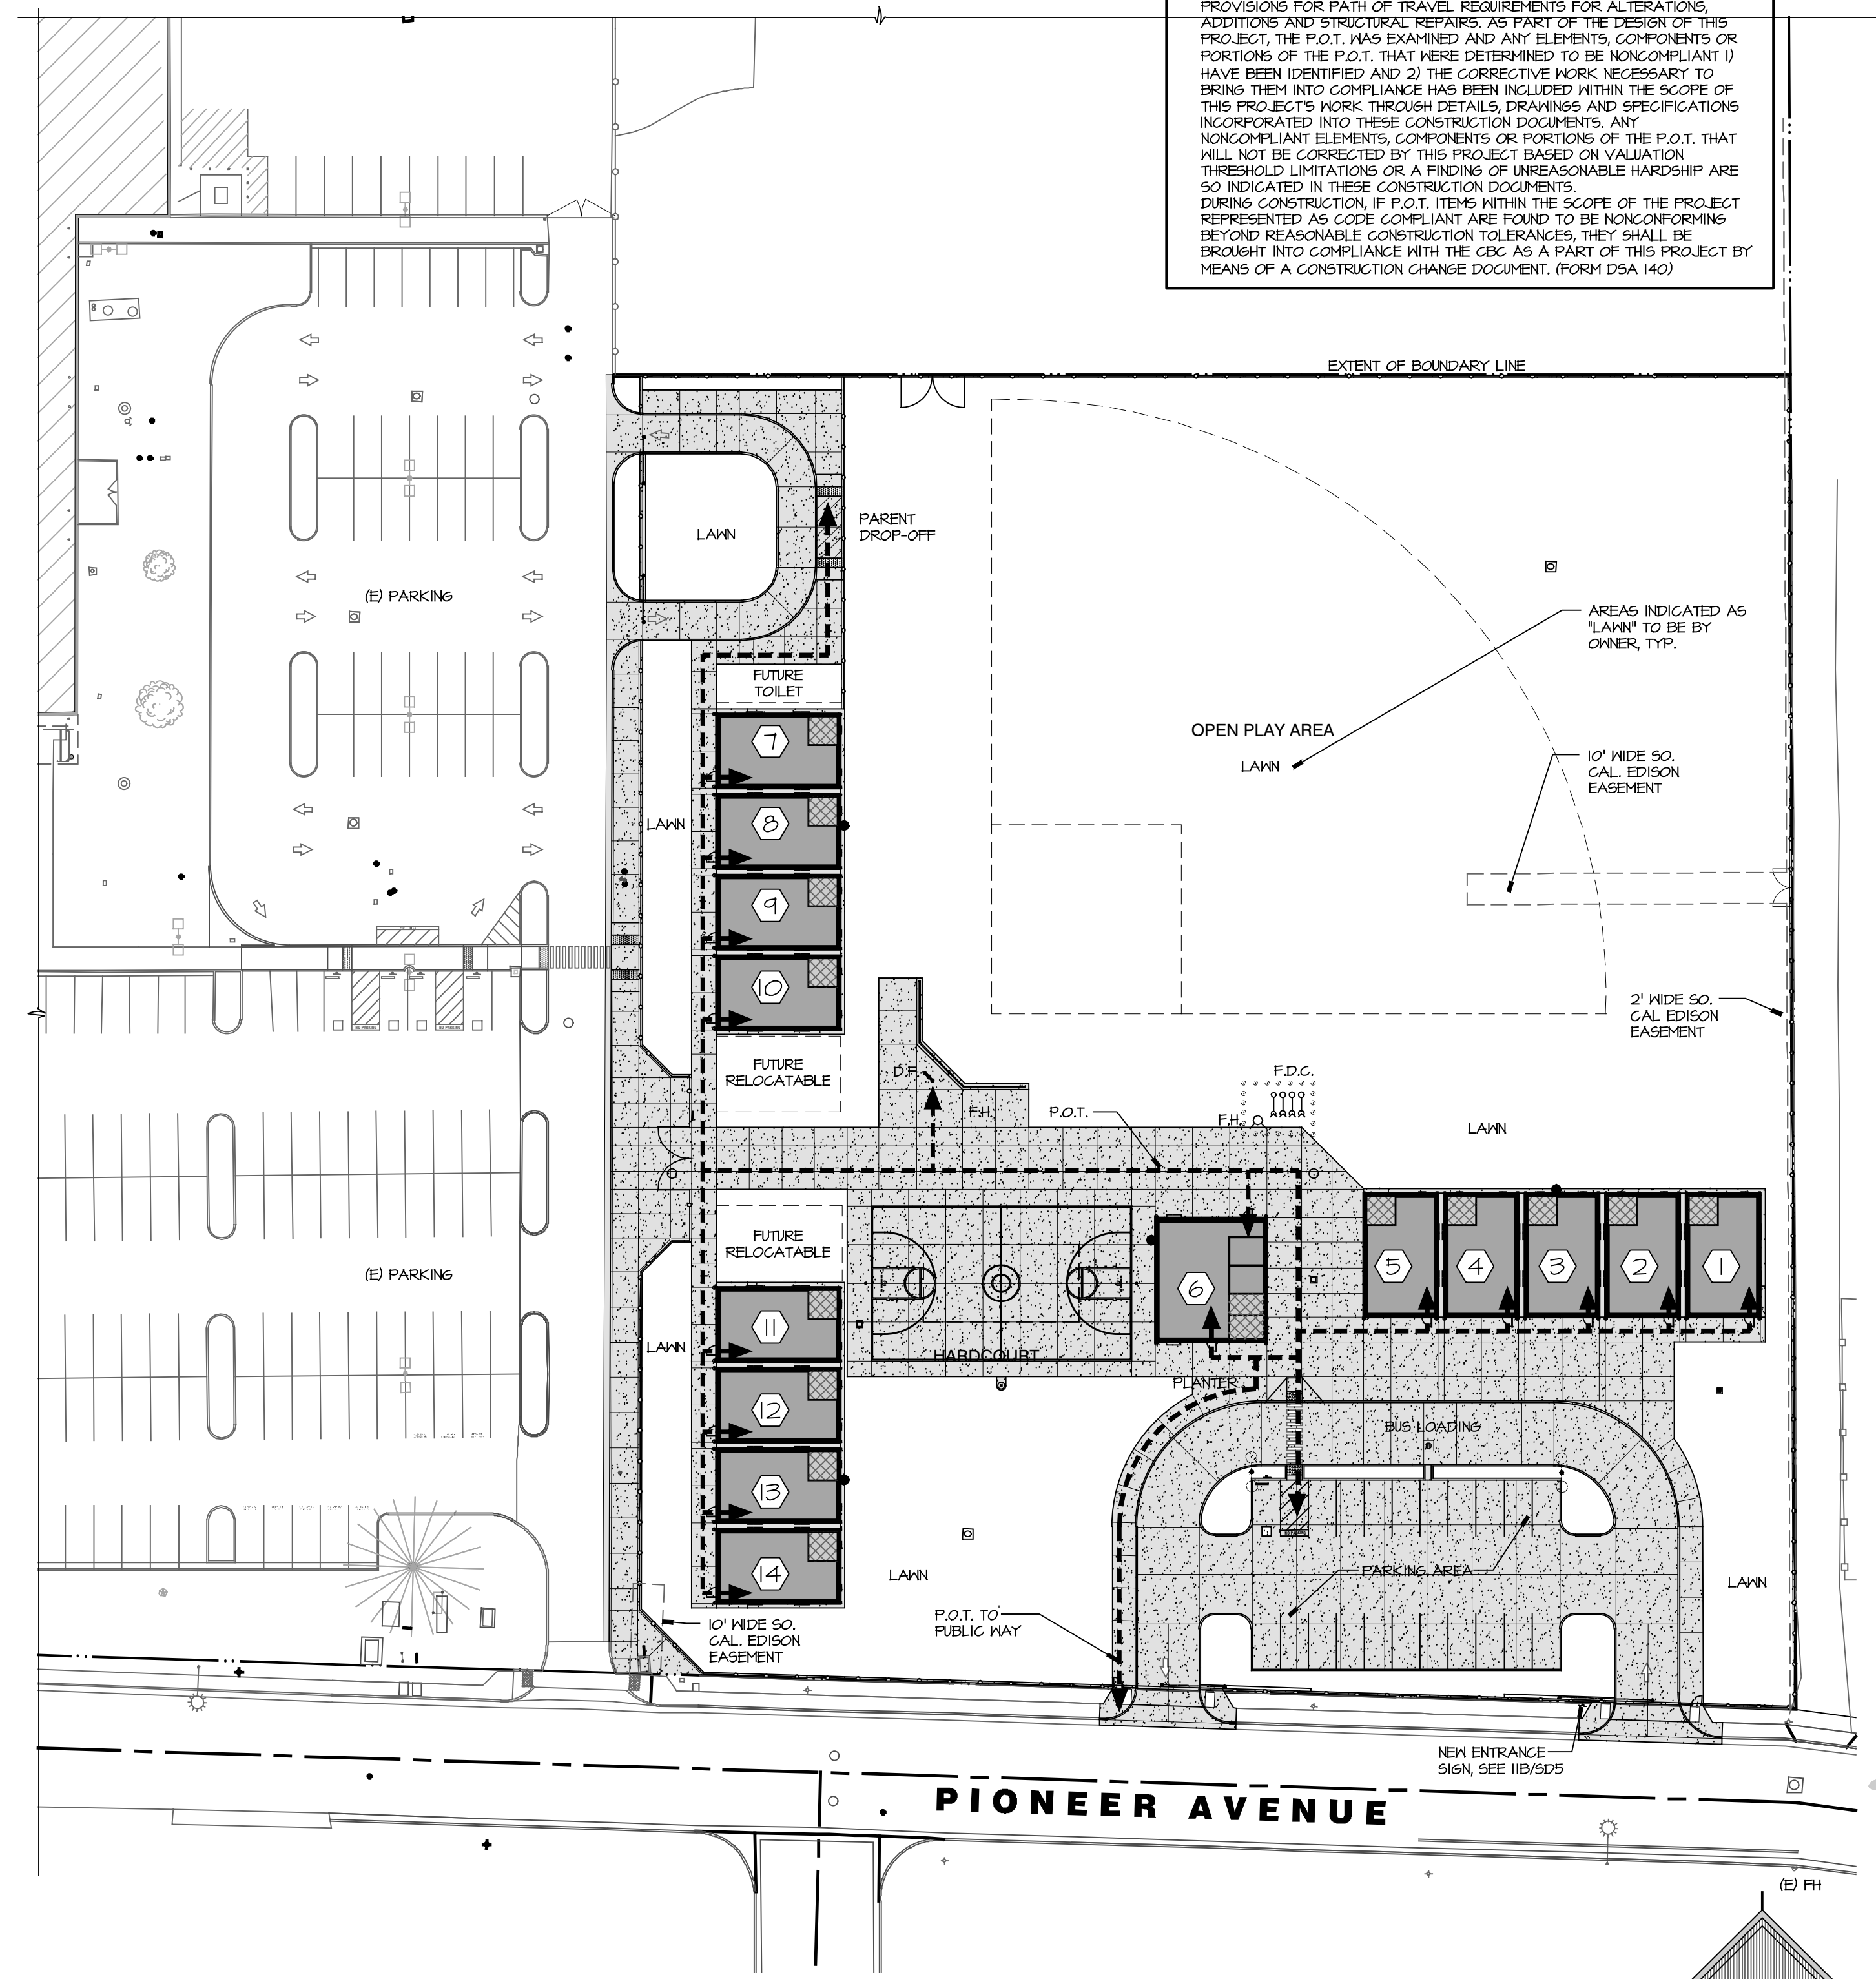 PROVISIONS FOR PATH OF TRAVEL REQUIREMENTS FOR ALTERATIONS,
ADDITIONS AND STRUCTURAL REPAIRS. AS PART OF THE DESIGN OF THIS
PROJECT, THE P.O.T. WAS EXAMINED AND ANY ELEMENTS, COMPONENTS OR
PORTIONS OF THE P.O.T. THAT WERE DETERMINED TO BE NONCOMPLIANT 1)
HAVE BEEN IDENTIFIED AND 2) THE CORRECTIVE WORK NECESSARY TO
BRING THEM INTO COMPLIANCE HAS BEEN INCLUDED WITHIN THE SCOPE OF
THIS PROJECT'S WORK THROUGH DETAILS, DRAWINGS AND SPECIFICATIONS
INCORPORATED INTO THESE CONSTRUCTION DOCUMENTS. ANY
NONCOMPLIANT ELEMENTS, COMPONENTS OR PORTIONS OF THE P.O.T. THAT
WILL NOT BE CORRECTED BY THIS PROJECT BASED ON VALUATION
THRESHOLD LIMITATIONS OR A FINDING OF UNREASONABLE HARDSHIP ARE
SO INDICATED IN THESE CONSTRUCTION DOCUMENTS.
DURING CONSTRUCTION, IF P.O.T. ITEMS WITHIN THE SCOPE OF THE PROJECT
REPRESENTED AS CODE COMPLIANT ARE FOUND TO BE NONCONFORMING
BEYOND REASONABLE CONSTRUCTION TOLERANCES, THEY SHALL BE
BROUGHT INTO COMPLIANCE WITH THE CBC AS A PART OF THIS PROJECT BY
MEANS OF A CONSTRUCTION CHANGE DOCUMENT. (FORM DSA 140)
EXTENT OF BOUNDARY LINE
PARENT
DROP-OFF
LAWN
(E) PARKING
AREAS INDICATED AS
"LAWN" TO BE BY
OWNER, TYP.
FUTURE
TOILET
OPEN PLAY AREA
LAWN
7
10' WIDE SO.
CAL. EDISON
EASEMENT
LAWN
8
9
10
2' WIDE SO.
CAL EDISON
EASEMENT
NO PARKING
NO PARKING
FUTURE
RELOCATABLE
D.F.
F.H.
P.O.T.
F.D.C.
F.H.
LAWN
FUTURE
RELOCATABLE
(E) PARKING
6
5
4
3
2
1
11
LAWN
HARDCOURT
PLANTER
12
BUS LOADING
13
14
LAWN
NO PARKING
PARKING AREA
LAWN
10' WIDE SO.
CAL. EDISON
EASEMENT
P.O.T. TO
PUBLIC WAY
NEW ENTRANCE
SIGN, SEE 11B/SD5
PIONEER AVENUE
(E) FH